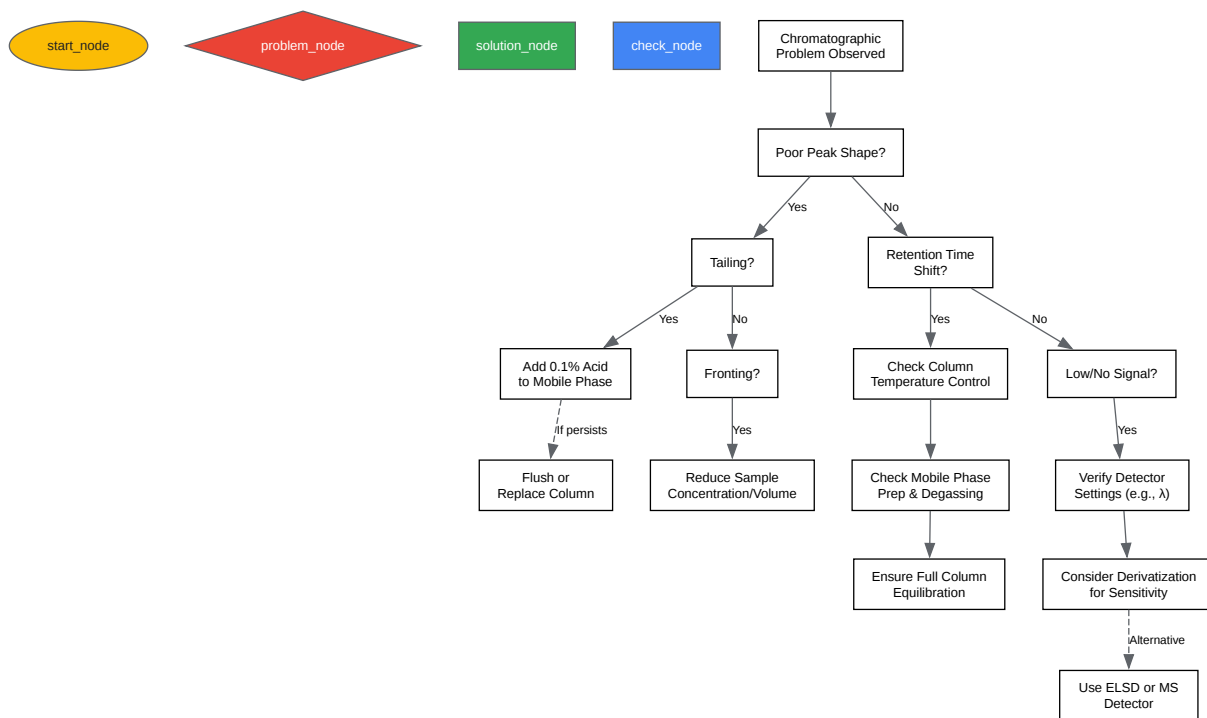 start_node
problem_node
solution_node
check_node
Chromatographic
Problem Observed
Poor Peak Shape?
Yes
No
Tailing?
Retention Time
Shift?
Yes
No
Yes
No
Add 0.1% Acid
to Mobile Phase
Fronting?
Check Column
Temperature Control
Low/No Signal?
If persists
Yes
Yes
Flush or
Replace Column
Reduce Sample
Concentration/Volume
Check Mobile Phase
Prep & Degassing
Verify Detector
Settings (e.g., λ)
Ensure Full Column
Equilibration
Consider Derivatization
for Sensitivity
Alternative
Use ELSD or MS
Detector